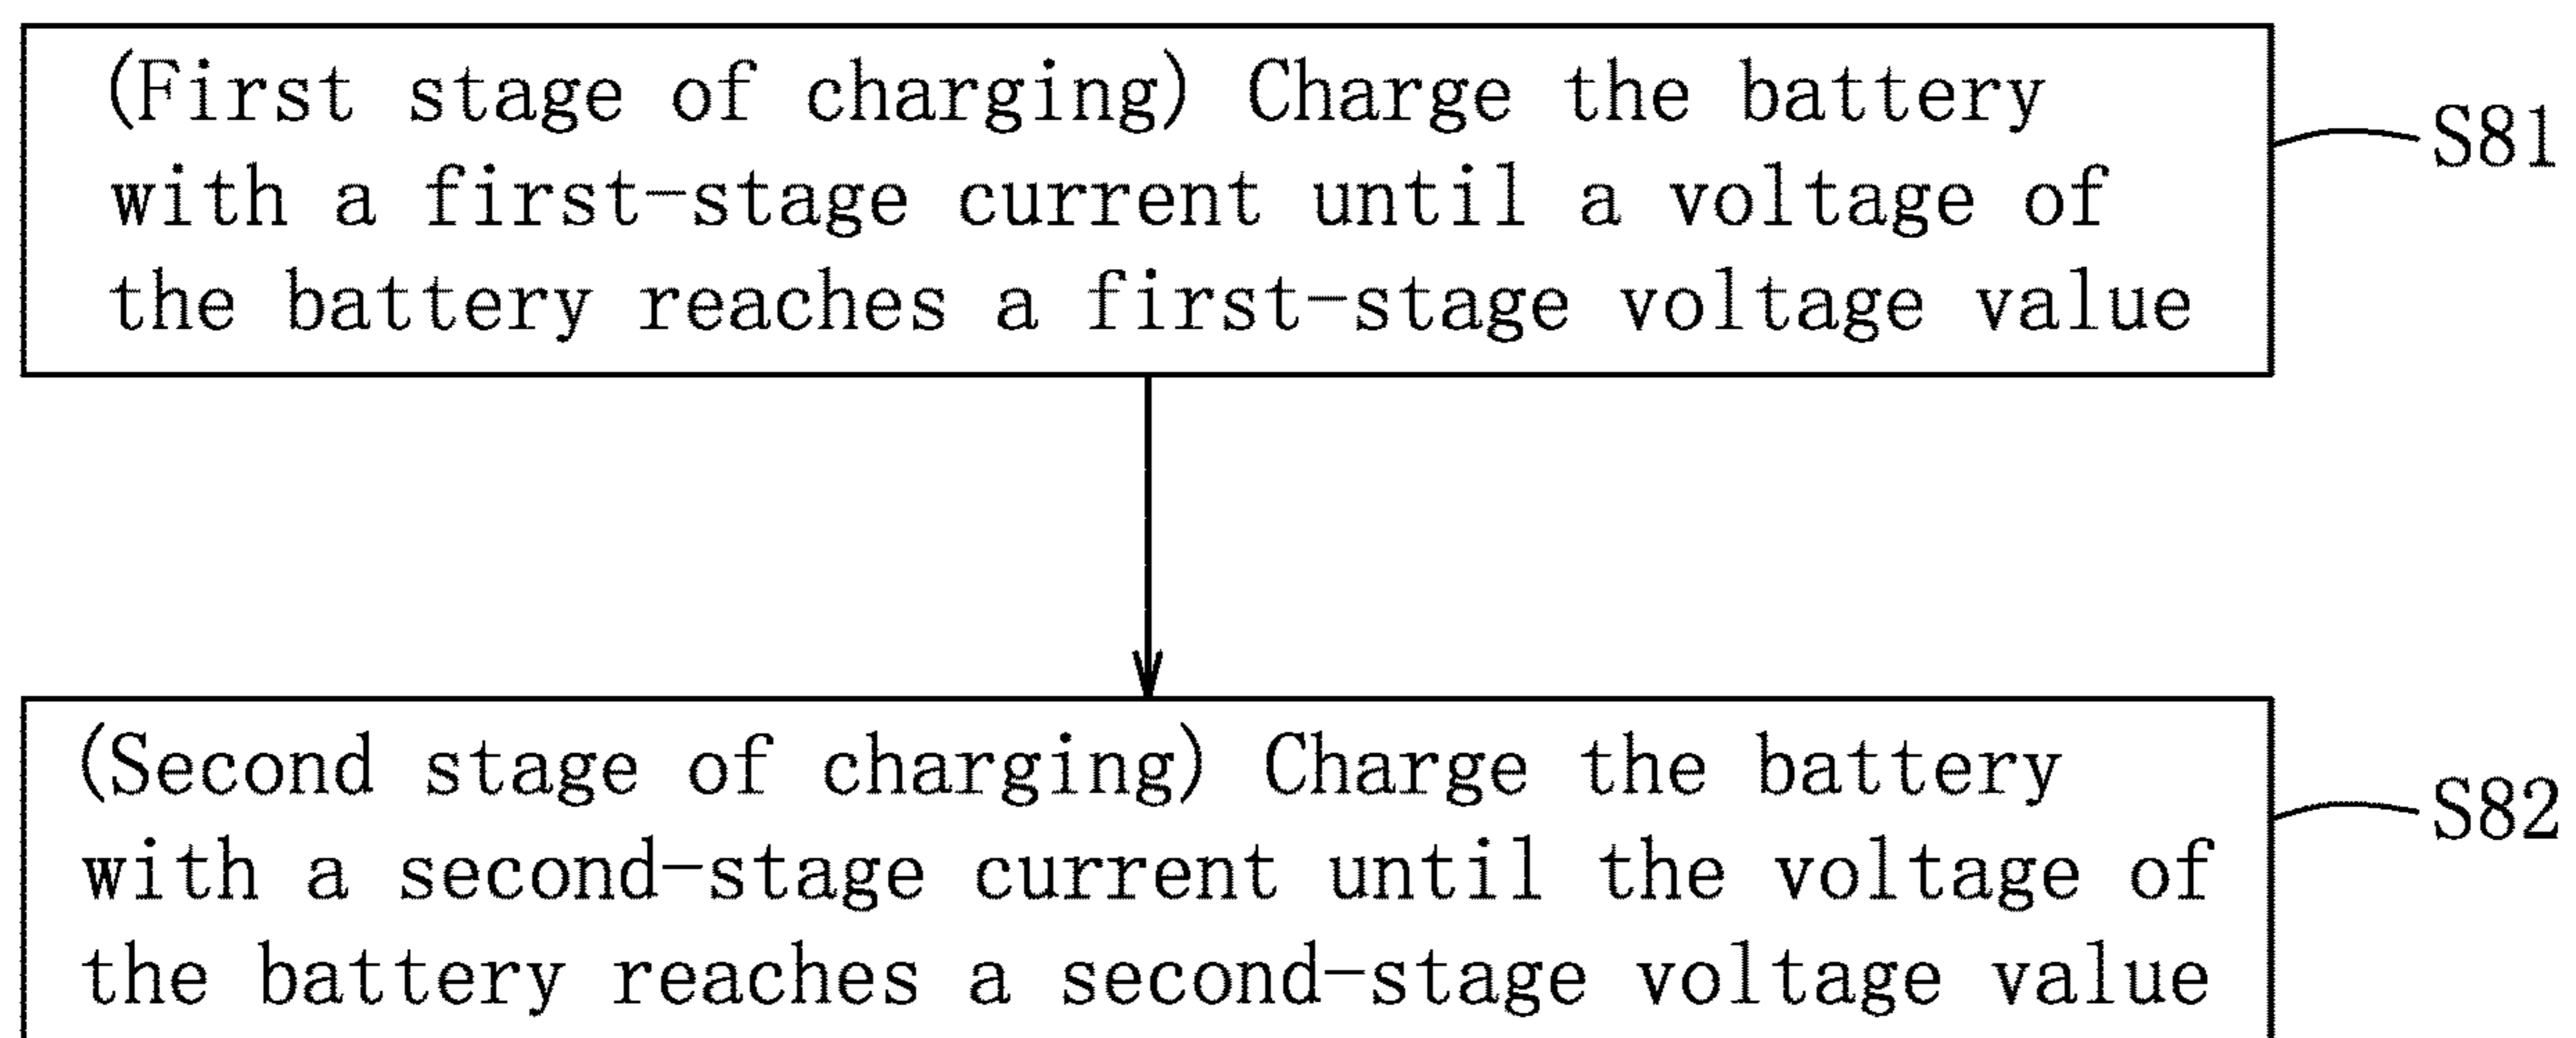 (First stage of charging) Charge the battery
with a first-stage current until a voltage of
the battery reaches a first-stage voltage value
S81
(Second stage of charging) Charge the battery
with a second-stage current until the voltage of
the battery reaches a second-stage voltage value
S82